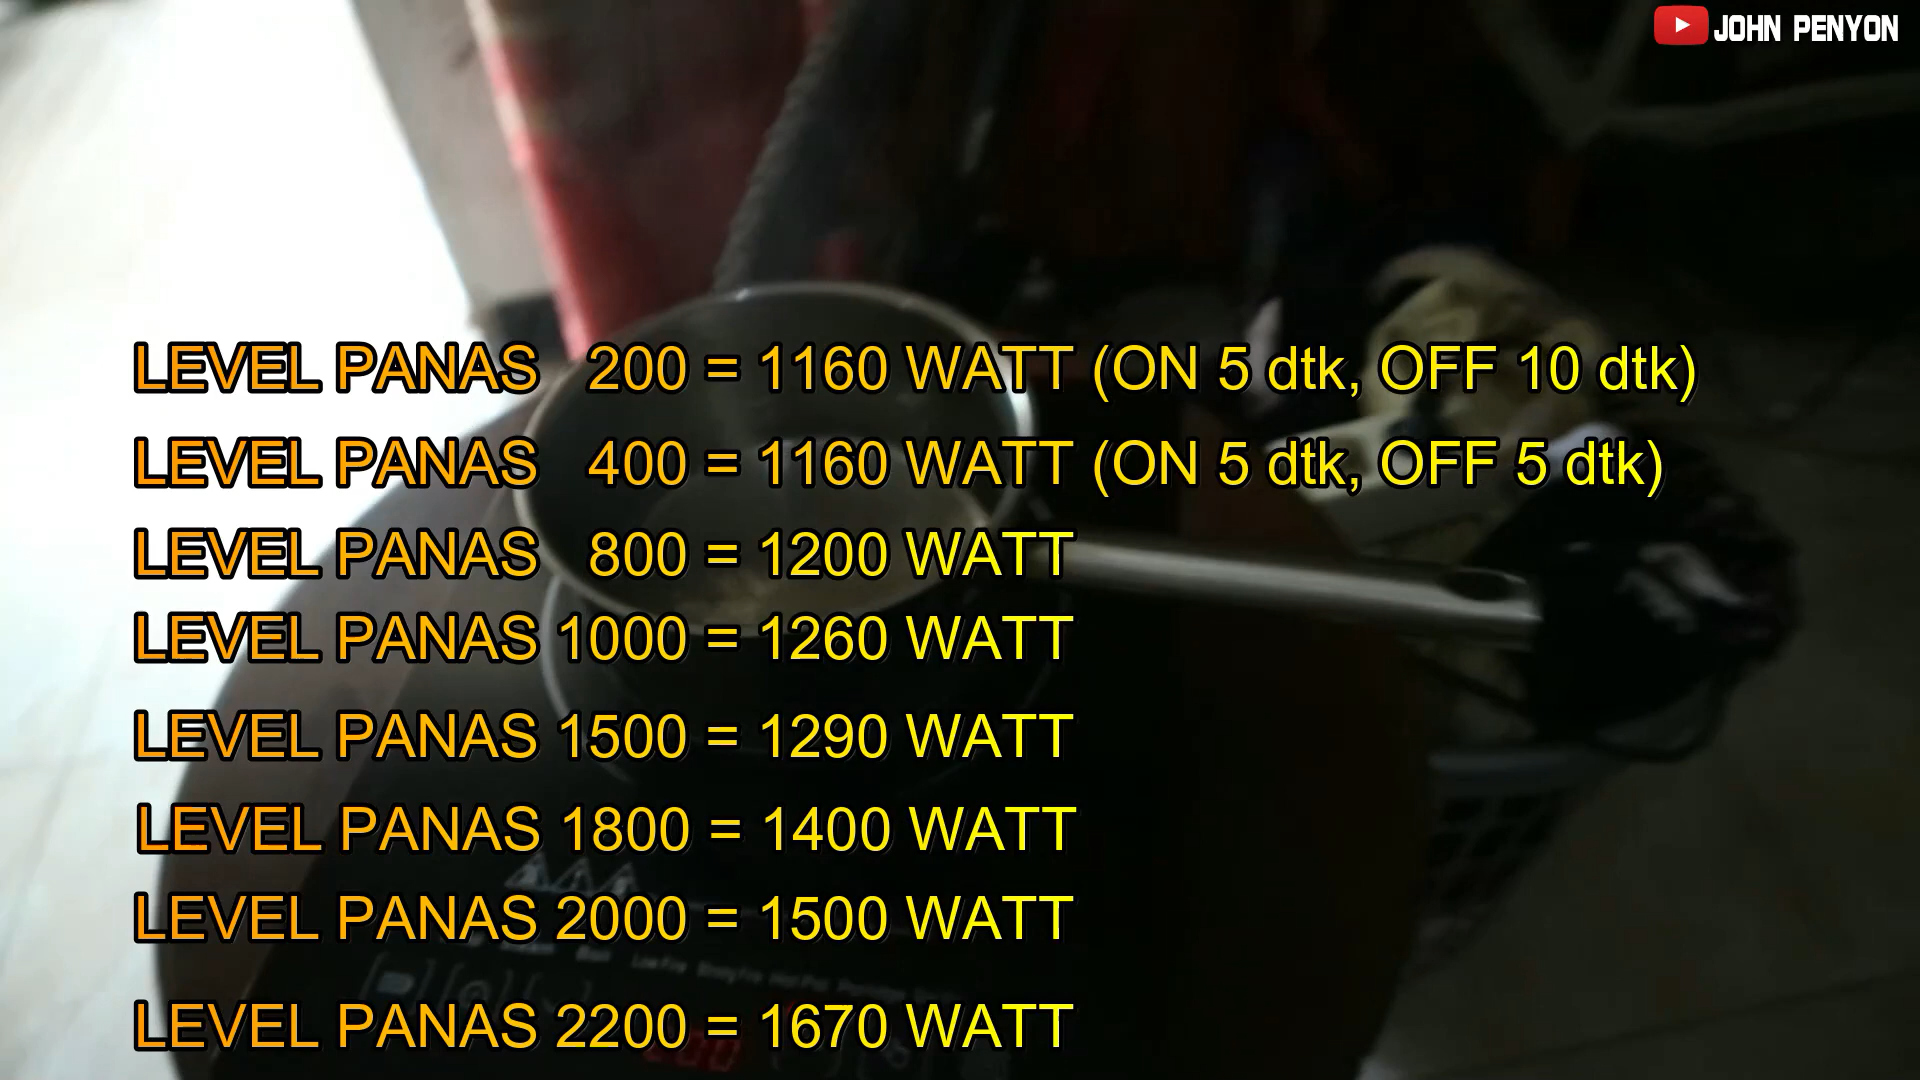 JOHN PENYON
LEVEL PANAS 200 = 1160 WATT (ON 5 dtk, OFF 10 dtk)
LEVEL PANAS 400 = 1160 WATT (ON 5 dtk, OFF 5 dtk)
LEVEL PANAS 800 = 1200 WATT
LEVEL PANAS 1000 = 1260 WATT
LEVEL PANAS 1500 = 1290 WATT
LEVEL PANAS 1800 = 1400 WATT
LEVEL PANAS 2000 = 1500 WATT
LEVEL PANAS 2200 = 1670 WATT